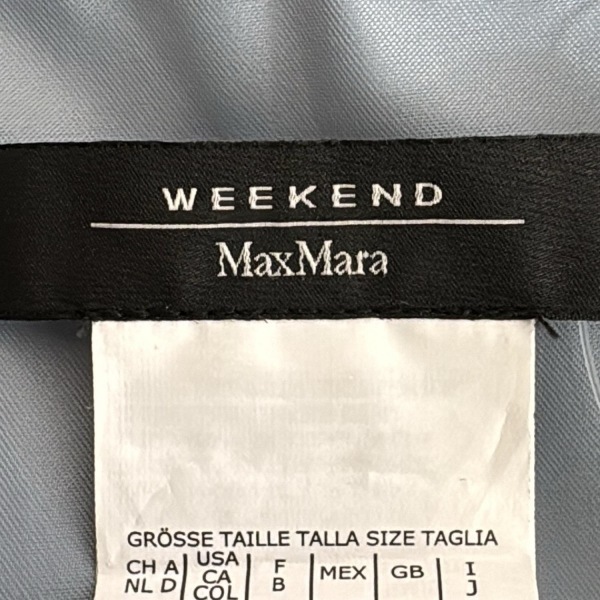 WEEKEND
MaxMara
GRÖSSE TAILLE TALLA SIZE TAGLIA
CH A | USA | F | MEX | GB | I
NL D | CA | B | J
COL